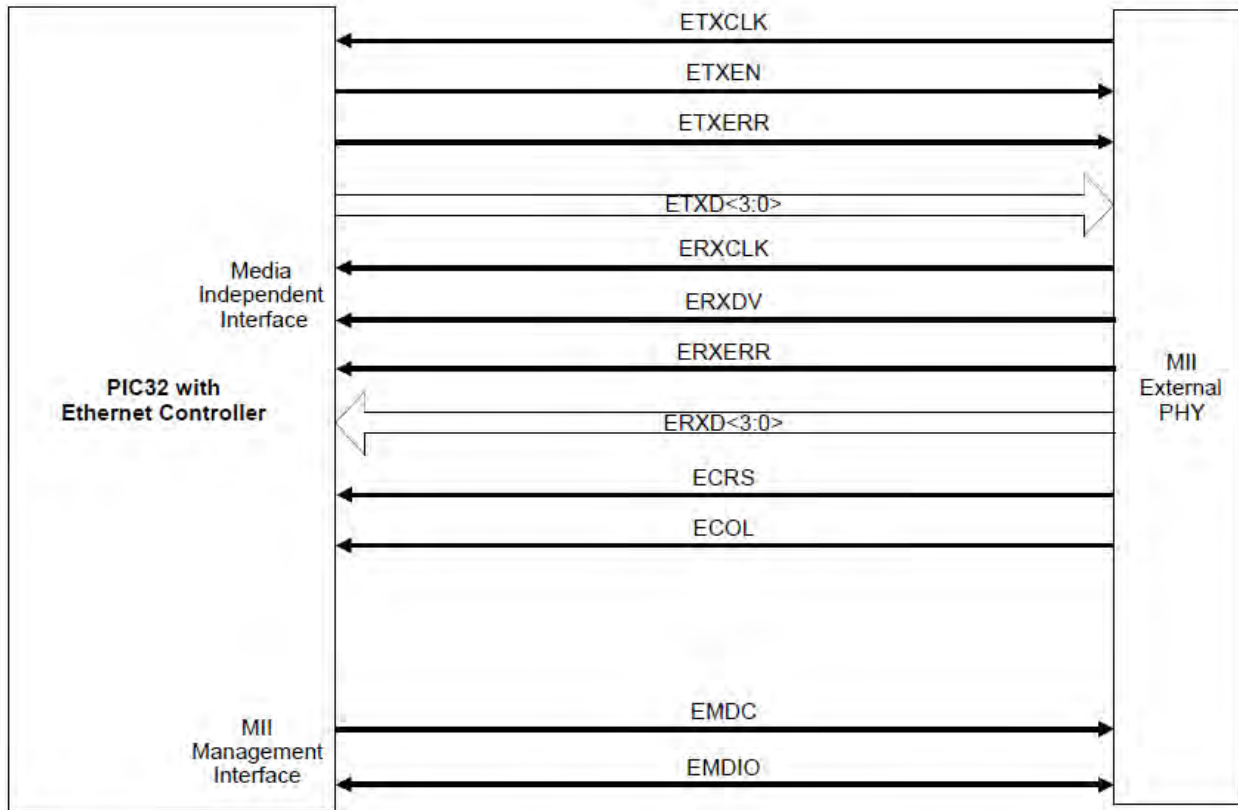 ETXCLK
ETXEN
ETXERR
ETXD<3:0>
ERXCLK
Media
Independent
Interface
ERXDV
ERXERR
PIC32 with
Ethernet Controller
MII
External
PHY
ERXD<3:0>
ECRS
ECOL
EMDC
MII
Management
Interface
EMDIO